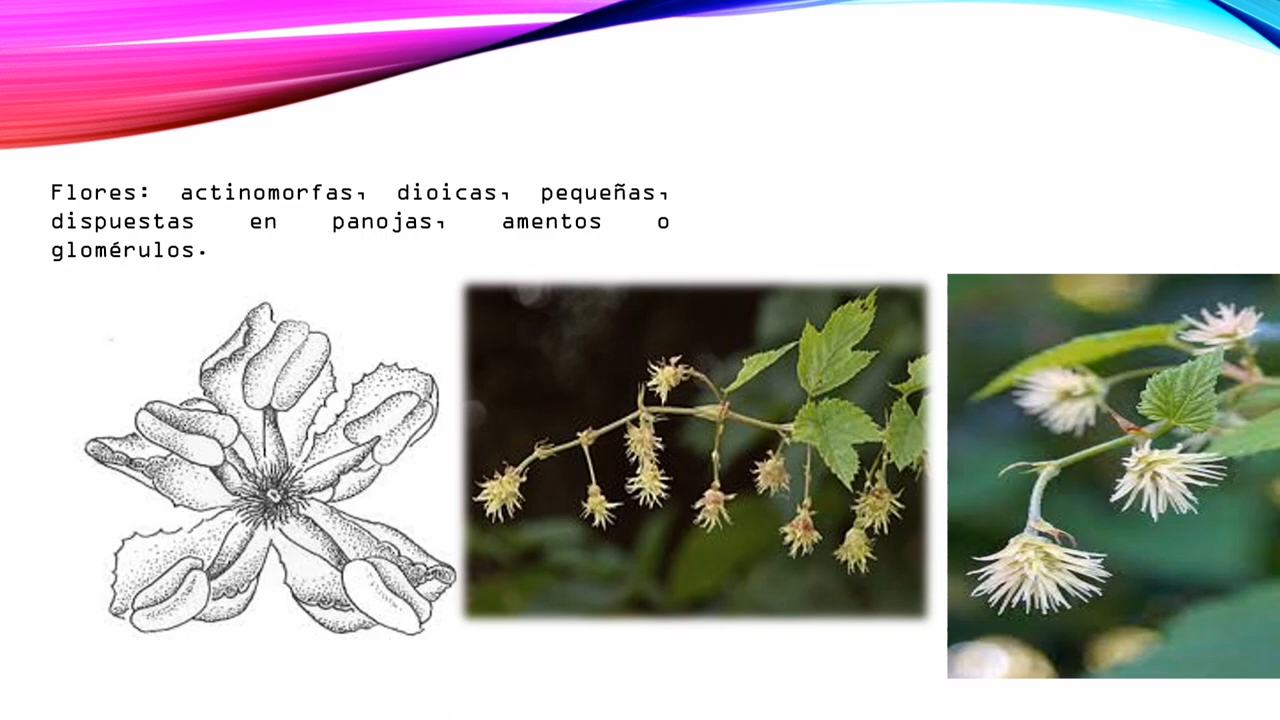 Flores: actinomorfas, dioicas, pequeñas,
dispuestas en panojas, amentos o
glomérulos.